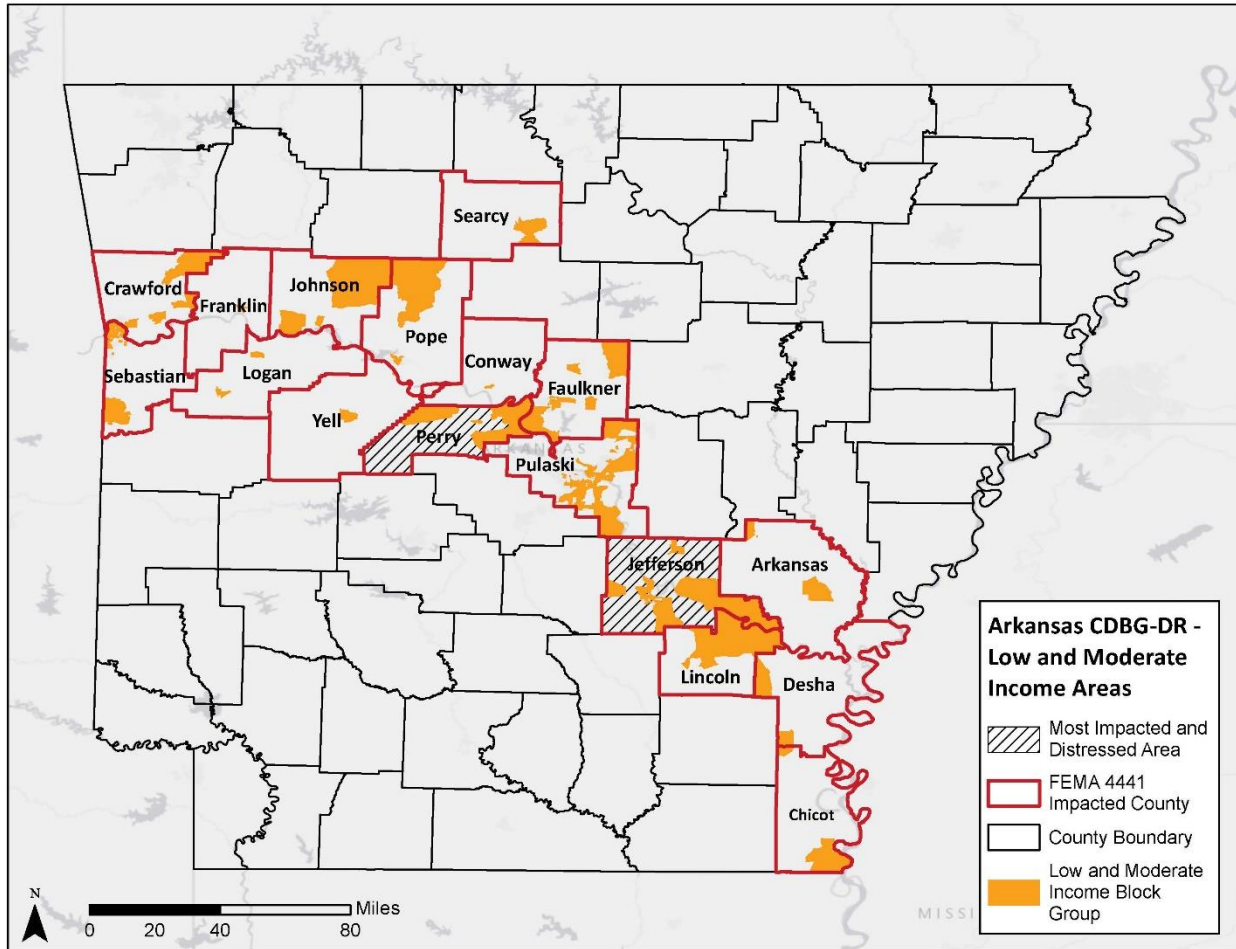 Searcy
Crawford
Franklin
Johnson
Pope
Conway
Sebastian
Logan
Faulkner
Yell
Perry
ARKANSAS
Pulaski
Jefferson
Arkansas
Lincoln
Desha
Chicot
Arkansas CDBG-DR -
Low and Moderate
Income Areas
Most Impacted and
Distressed Area
FEMA 4441
Impacted County
County Boundary
Low and Moderate
Income Block
Group
N
Miles
0 20 40 80
MISSI